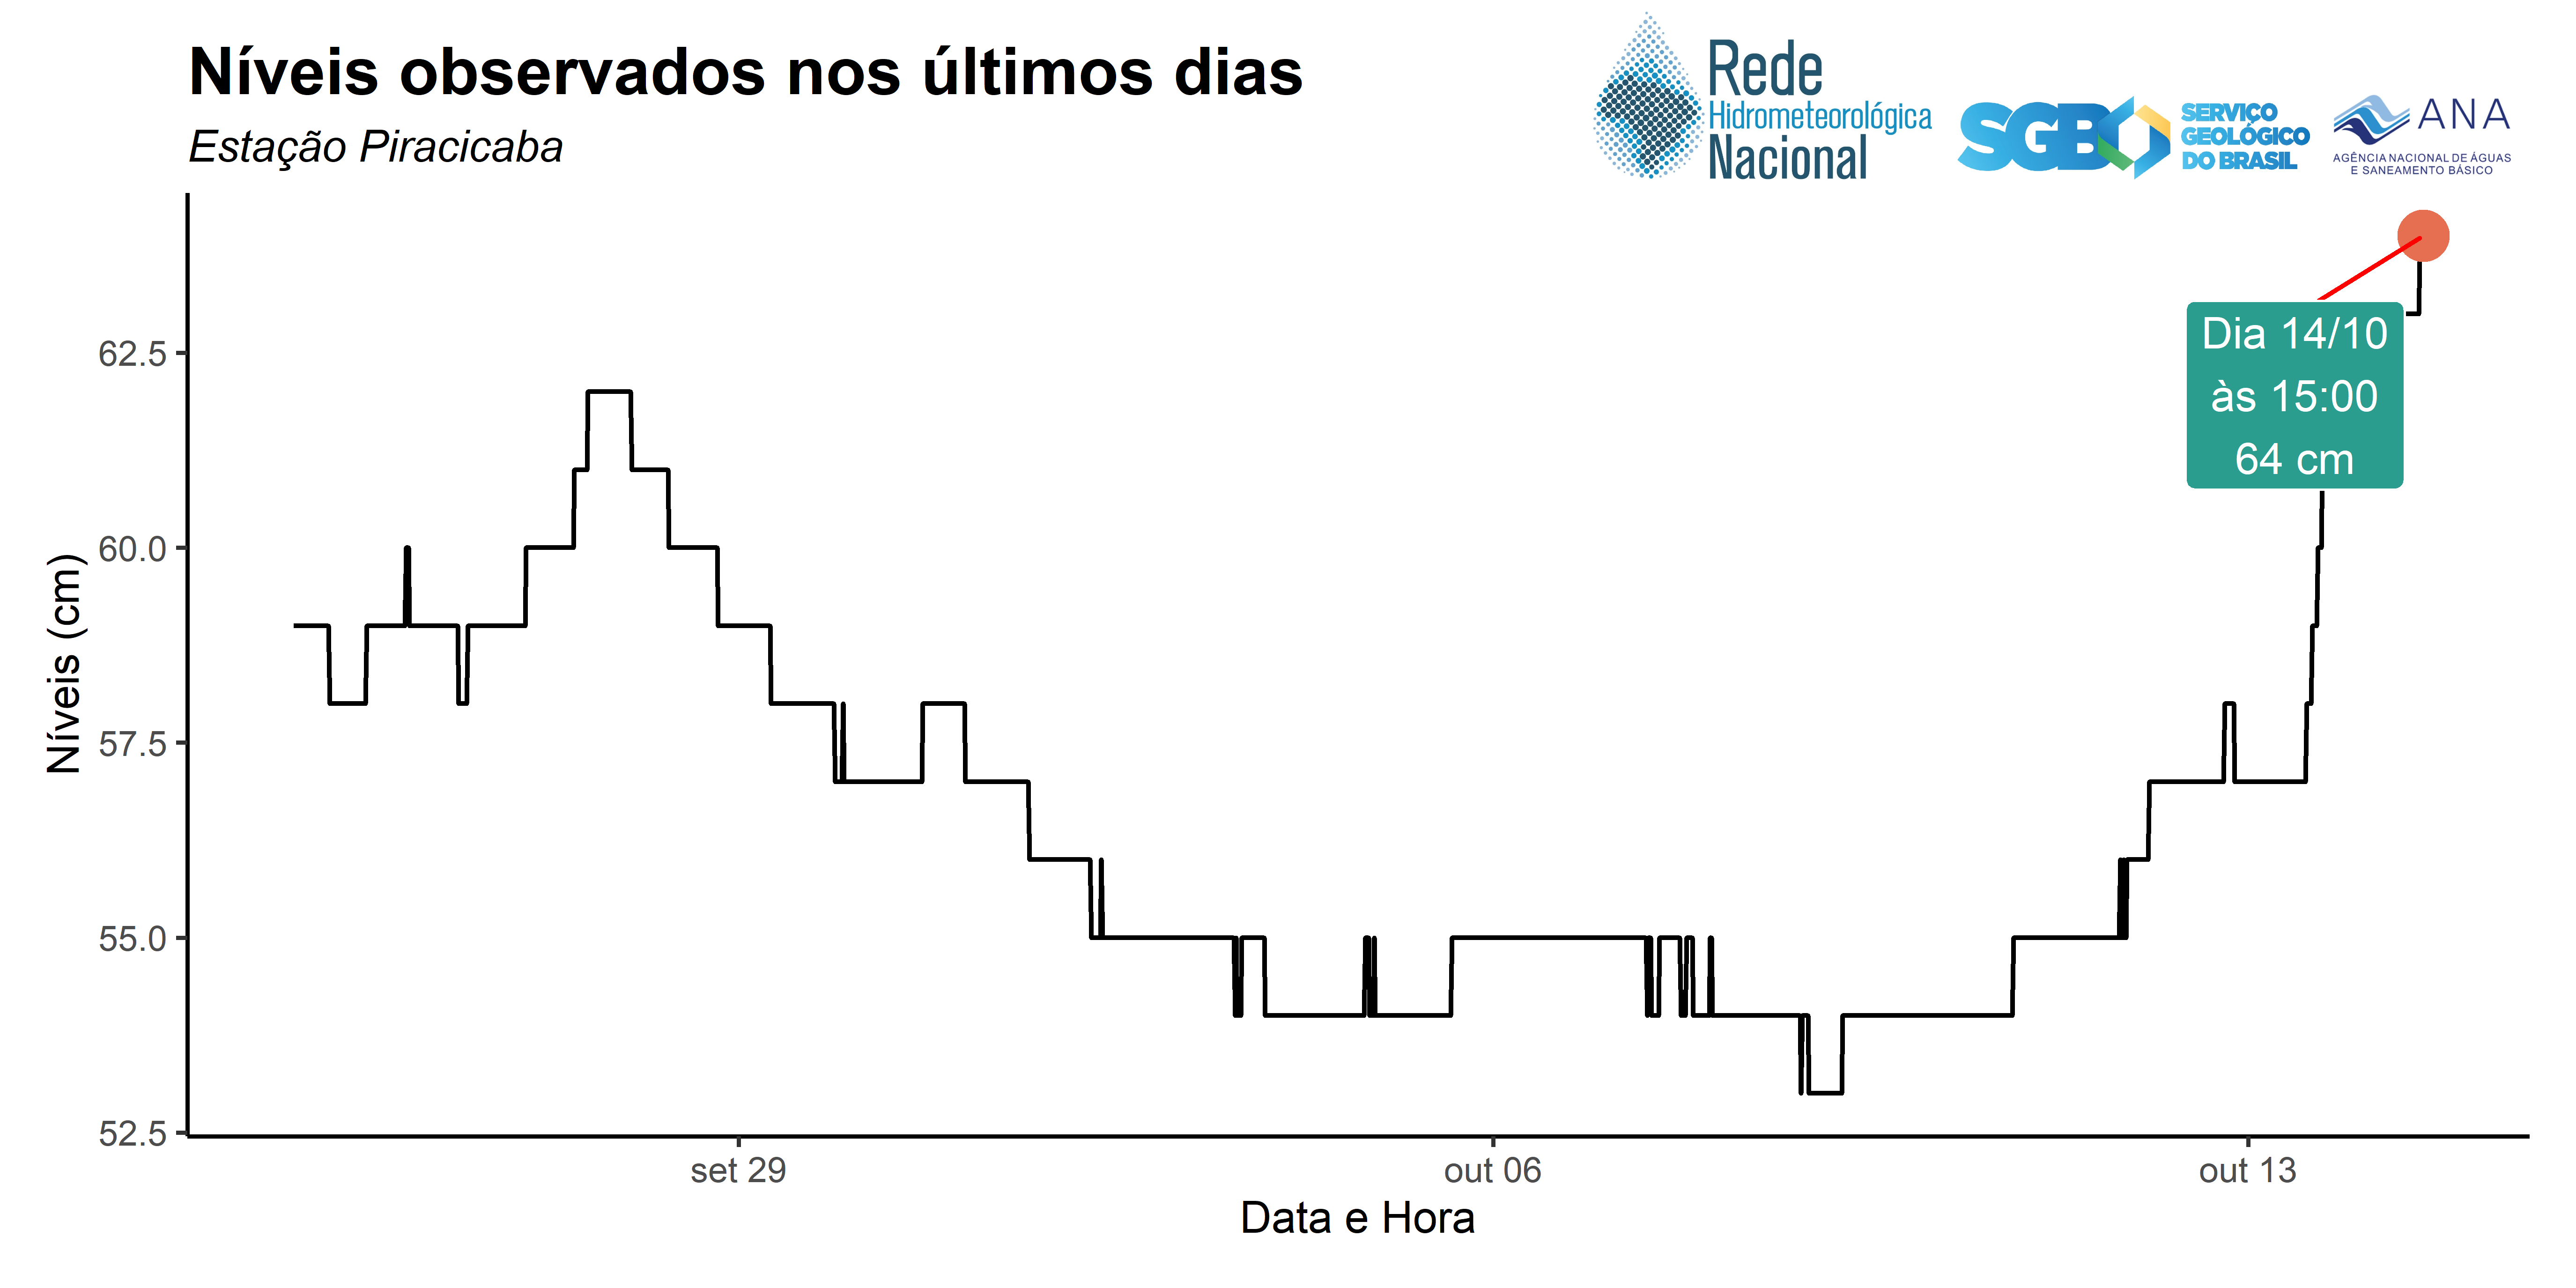 Níveis observados nos últimos dias
Estação Piracicaba
Rede
Hidrometeorológica
Nacional
SGB
SERVIÇO
GEOLÓGICO
DO BRASIL
ANA
AGÊNCIA NACIONAL DE ÁGUAS
E SANEAMENTO BÁSICO
Dia 14/10
às 15:00
64 cm
Níveis (cm)
62.5
60.0
57.5
55.0
52.5
set 29
out 06
out 13
Data e Hora